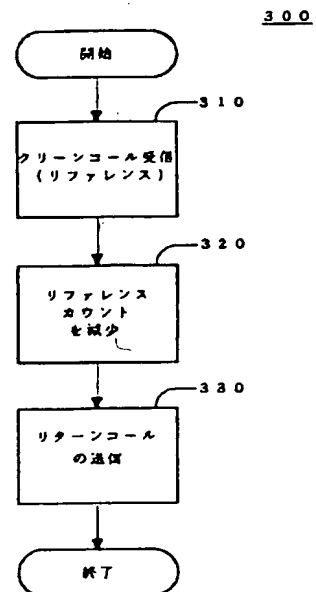 ３００
開始
３１０
クリーンコール受信
（リファレンス）
３２０
リファレンス
カウント
を減少
３３０
リターンコール
の送信
終了